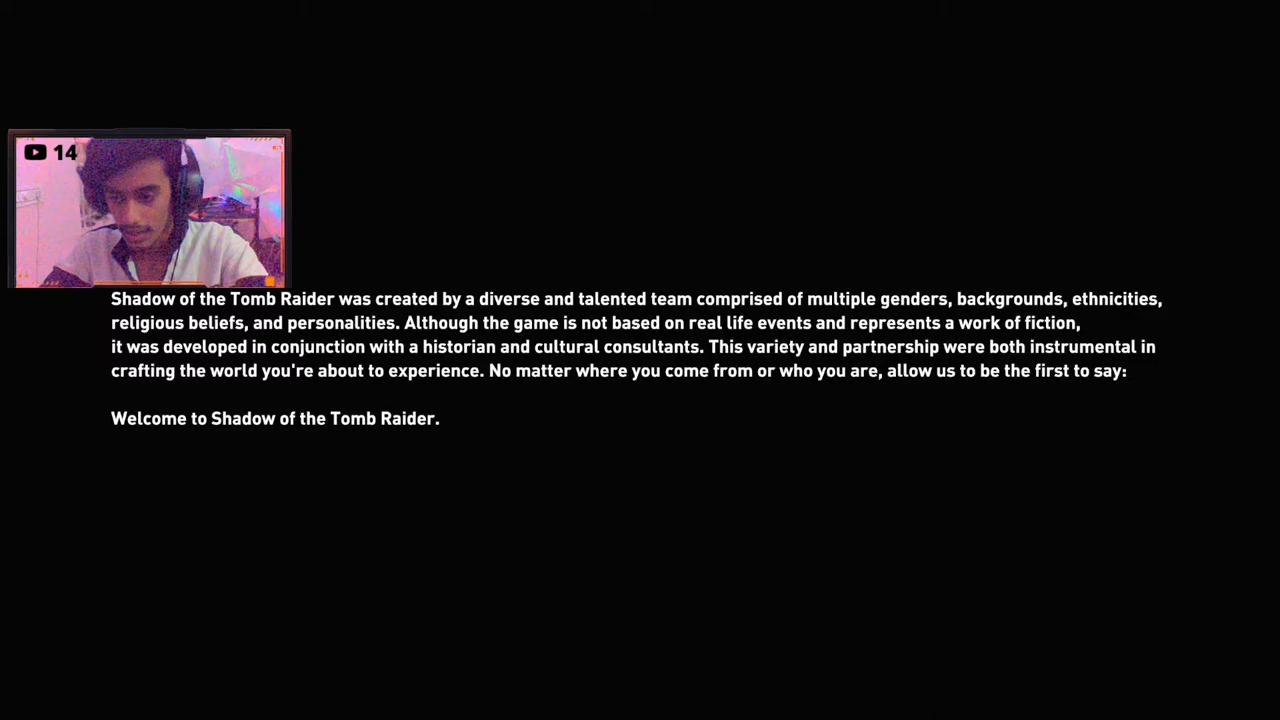 14
Shadow of the Tomb Raider was created by a diverse and talented team comprised of multiple genders, backgrounds, ethnicities,
religious beliefs, and personalities. Although the game is not based on real life events and represents a work of fiction,
it was developed in conjunction with a historian and cultural consultants. This variety and partnership were both instrumental in
crafting the world you're about to experience. No matter where you come from or who you are, allow us to be the first to say:
Welcome to Shadow of the Tomb Raider.